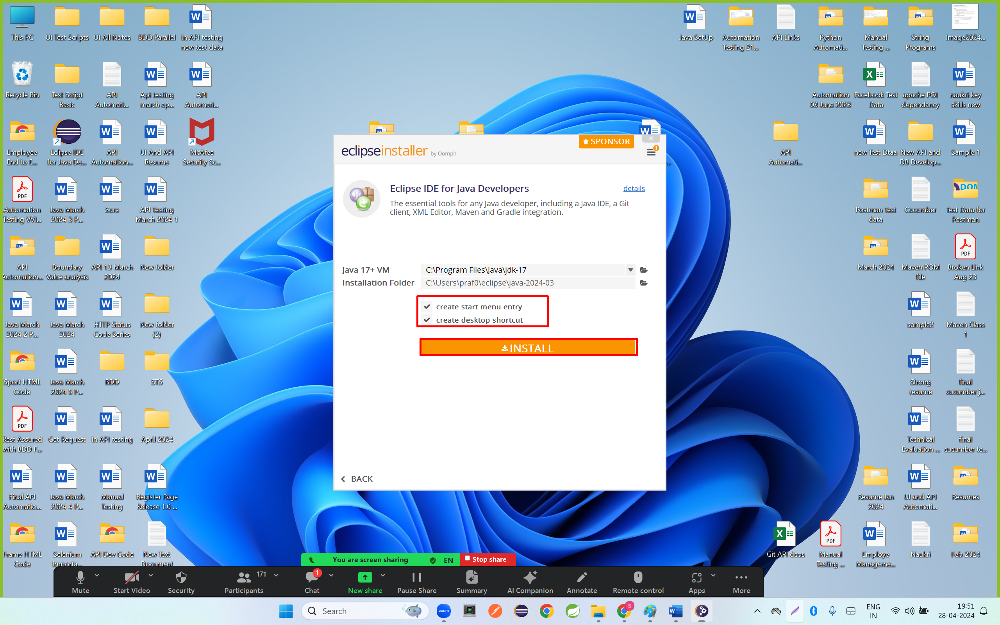 This PC
UI Test Scripts
UI All Notes
BDD Parallel
In API testing
new test data
Java SetUp
Automation
Testing 21...
API Links
Python
Automati...
Manual
Testing ...
String
Programs
Image2024...
Recycle Bin
Test Script
Basic
API
Automati...
Api testing
march ap...
API
Automati...
Automation
03 June 2023
Facebook Test
Data
apache POI
dependancy
naukri key
skills new
Employee
End to E...
Eclipse IDE
for Java De...
API
Automation...
UI And API
Resume
McAfee
Security Sc...
API
Automati...
new Test Dtaa
New API and
DB Develop...
Sample 1
Automation
Testing VVI...
Java March
2024 3 P...
Sure
API Testing
March 2024 1
Postman Test
data
Cucumber
Test Data for
Postman
API
Automation...
Boundary
Value analysis
API 13 March
2024
New folder
March 2024
Maven POM
file
Broken Link
Aug 23
Java March
2024 2 P...
Java March
2024
HTTP Status
Code Series
New folder
(2)
sample2
Maven Class
1
Sport HTML
Code
Java March
2024 5 P...
BDD
STS
Strong
resume
final
cucumber j...
Rest Assured
with BDD F...
Get Request
In API testing
April 2024
Technical
Evaluation ...
final
cucumber te...
Final API
Automatio...
Java March
2024 4 P...
Manual
Testing
Register Page
Release 1.0 ...
Resume Jan
2024
UI and API
Automati...
Resumes
Frame HTML
Code
Selenium
Importa...
API Dev Code
New Text
Document
Git API dcos
Manual
Testing ...
Employe
Manageme...
Naukri
Feb 2024
eclipseinstaller by Oomph
SPONSOR
Eclipse IDE for Java Developers
details
The essential tools for any Java developer, including a Java IDE, a Git
client, XML Editor, Maven and Gradle integration.
Java 17+ VM C:\Program Files\Java\jdk-17
Installation Folder C:\Users\praf0\eclipse\java-2024-03
create start menu entry
create desktop shortcut
INSTALL
BACK
You are screen sharing
EN
Stop share
171
1
Mute
Start Video
Security
Participants
Chat
New share
Pause Share
Summary
AI Companion
Annotate
Remote control
Apps
More
Search
zoom
S
ENG
IN
19:51
28-04-2024